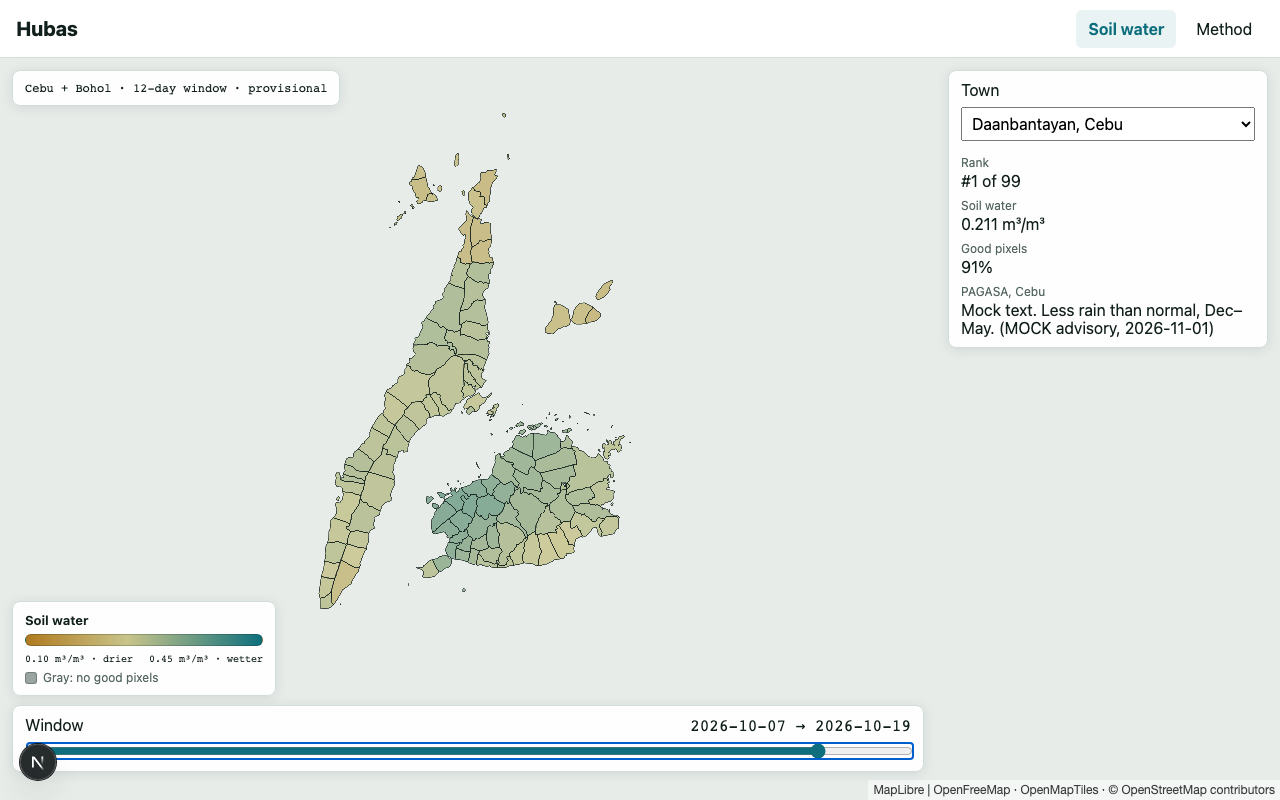 Hubas
Soil water
Method
Cebu + Bohol · 12-day window · provisional
Town
Daanbantayan, Cebu
Rank
#1 of 99
Soil water
0.211 m³/m³
Good pixels
91%
PAGASA, Cebu
Mock text. Less rain than normal, Dec–
May. (MOCK advisory, 2026-11-01)
Soil water
0.10 m³/m³ · drier
0.45 m³/m³ · wetter
Gray: no good pixels
Window
2026-10-07 → 2026-10-19
N
MapLibre | OpenFreeMap · OpenMapTiles · © OpenStreetMap contributors